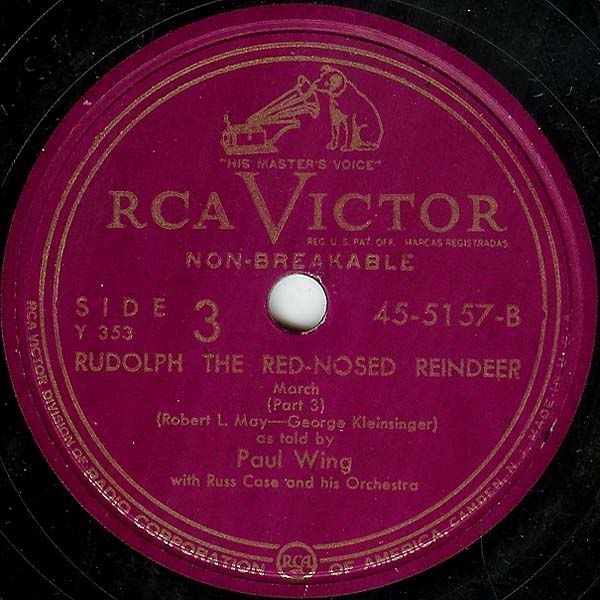 "HIS MASTER'S VOICE"
RCA VICTOR
REG. U. S. PAT. OFF. MARCAS REGISTRADAS
NON-BREAKABLE
SIDE 3
Y 353
45-5157-B
RUDOLPH THE RED-NOSED REINDEER
March
(Part 3)
(Robert L. May—George Kleinsinger)
as told by
Paul Wing
with Russ Case and his Orchestra
RCA VICTOR DIVISION OF RADIO CORPORATION OF AMERICA, CAMDEN, N. J. MADE IN U.S.A.
RCA